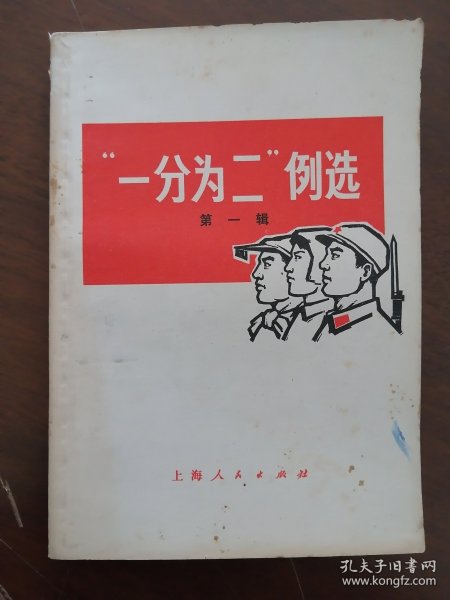 “一分为二”例选
第一辑
上海人民出版社
孔夫子旧书网
www.kongfz.com